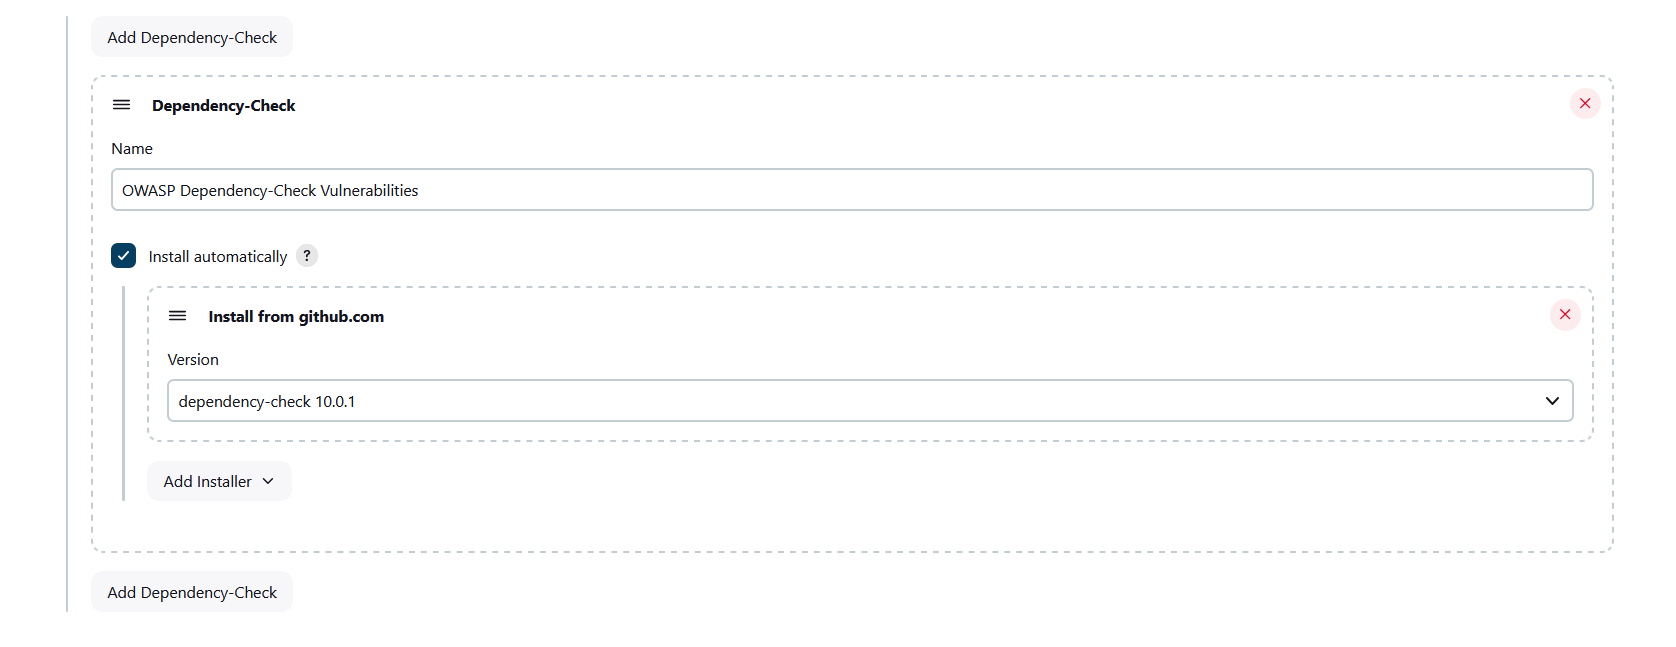 Add Dependency-Check
Dependency-Check
Name
OWASP Dependency-Check Vulnerabilities
Install automatically ?
Install from github.com
Version
dependency-check 10.0.1
Add Installer
Add Dependency-Check